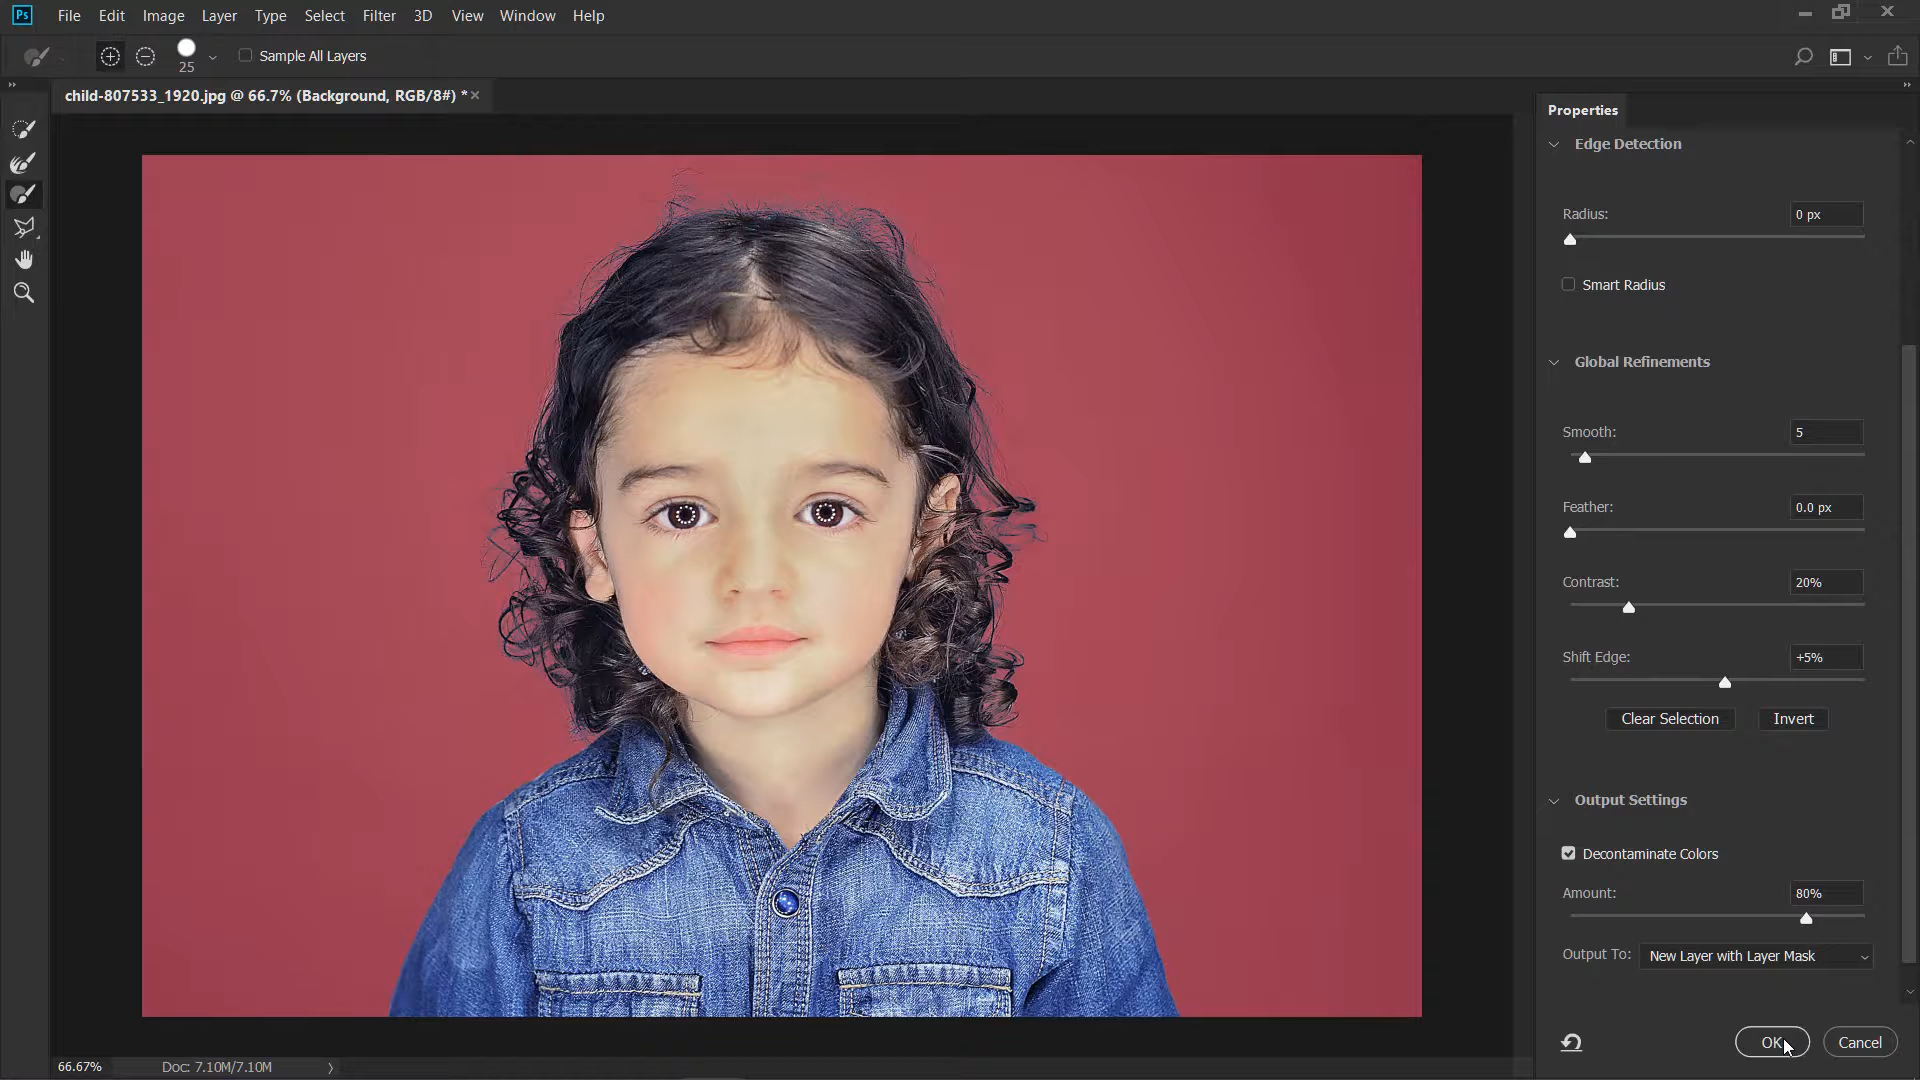 Ps File Edit Image Layer Type Select Filter 3D View Window Help
25 Sample All Layers
child-807533_1920.jpg @ 66.7% (Background, RGB/8#) *
Properties
Edge Detection
Radius: 0 px
Smart Radius
Global Refinements
Smooth: 5
Feather: 0.0 px
Contrast: 20%
Shift Edge: +5%
Clear Selection Invert
Output Settings
Decontaminate Colors
Amount: 80%
Output To: New Layer with Layer Mask
OK Cancel
66.67% Doc: 7.10M/7.10M